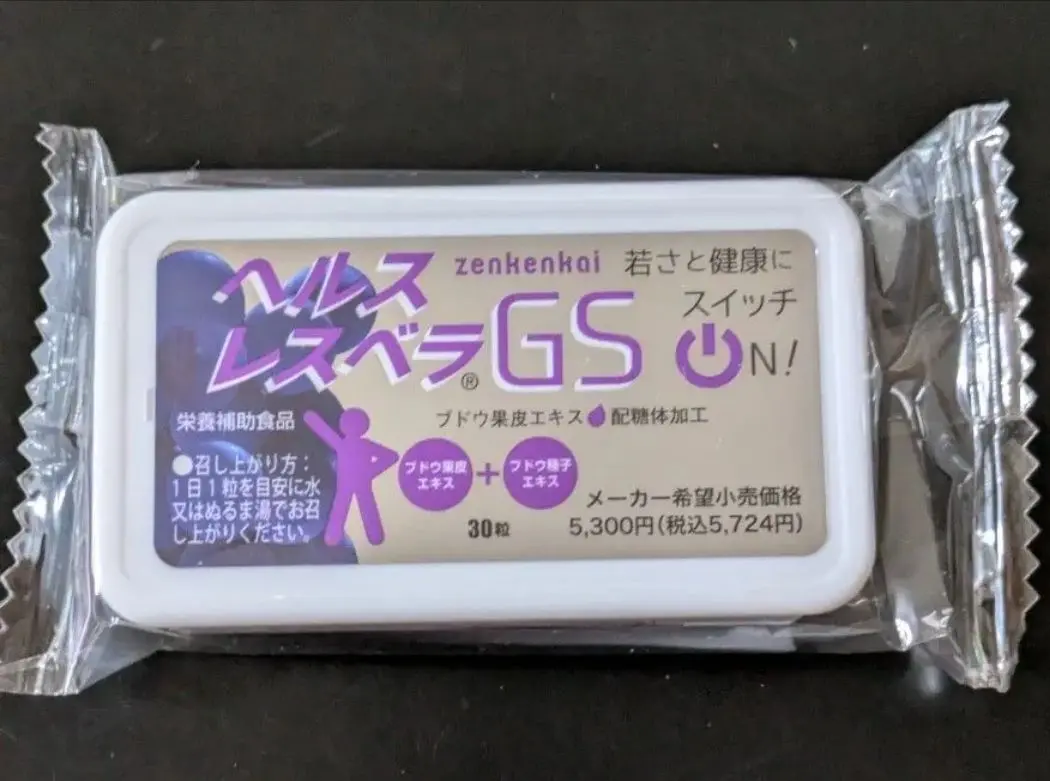 ヘルス
レスベラ®GS
zenkenkai
若さと健康に
スイッチ
ON!
栄養補助食品
ブドウ果皮エキス 配糖体加工
●召し上がり方：
1日1粒を目安に水
又はぬるま湯でお召
し上がりください。
ブドウ果皮
エキス
+
ブドウ種子
エキス
30粒
メーカー希望小売価格
5,300円(税込5,724円)